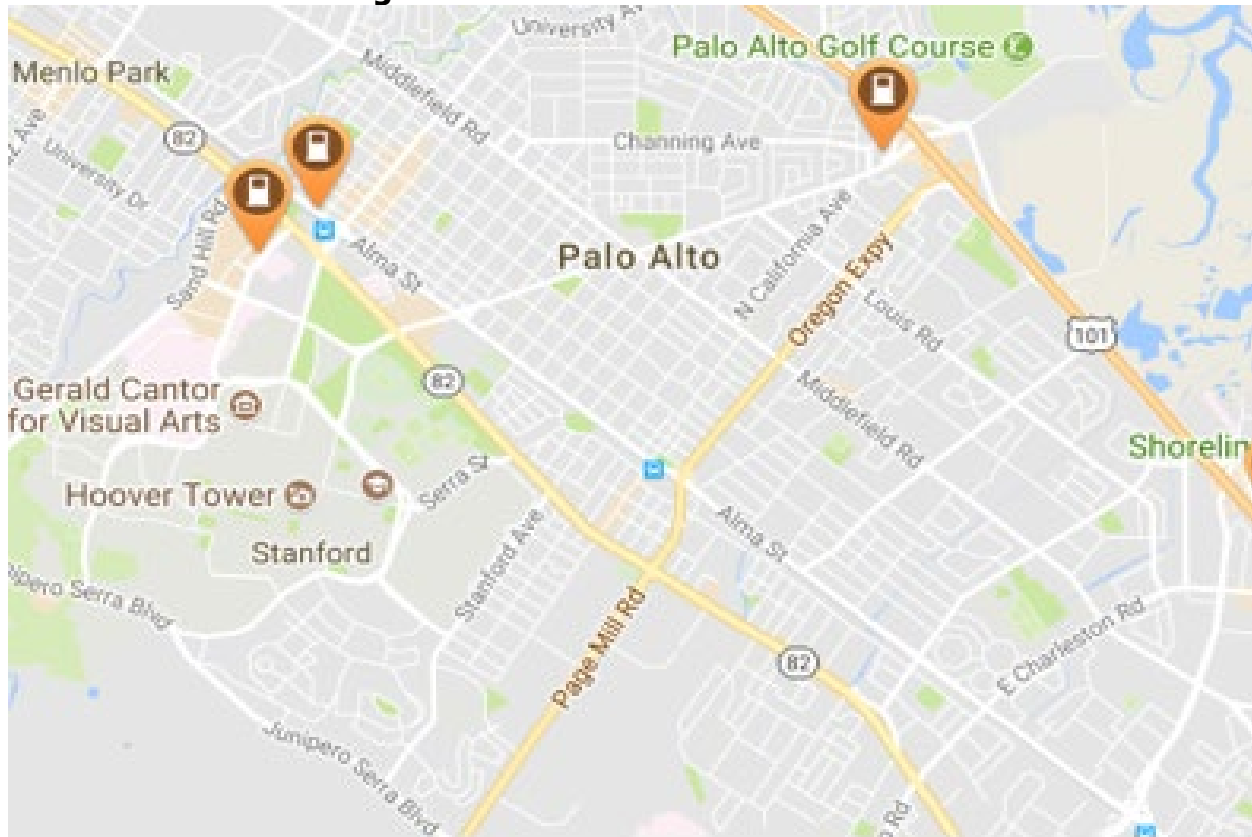 University A
Palo Alto Golf Course
Menlo Park
Middlefield Rd
82
Channing Ave
University Dr
Sand Hill Rd
Alma St
Palo Alto
N California Ave
Oregon Expy
Louis Rd
101
82
Middlefield Rd
Gerald Cantor
for Visual Arts
Shorelin
Hoover Tower
Serra St
Stanford
Alma St
Stanford Ave
nipero Serra Blvd
Page Mill Rd
E Charleston Rd
82
Junipero Serra Blvd
Rd